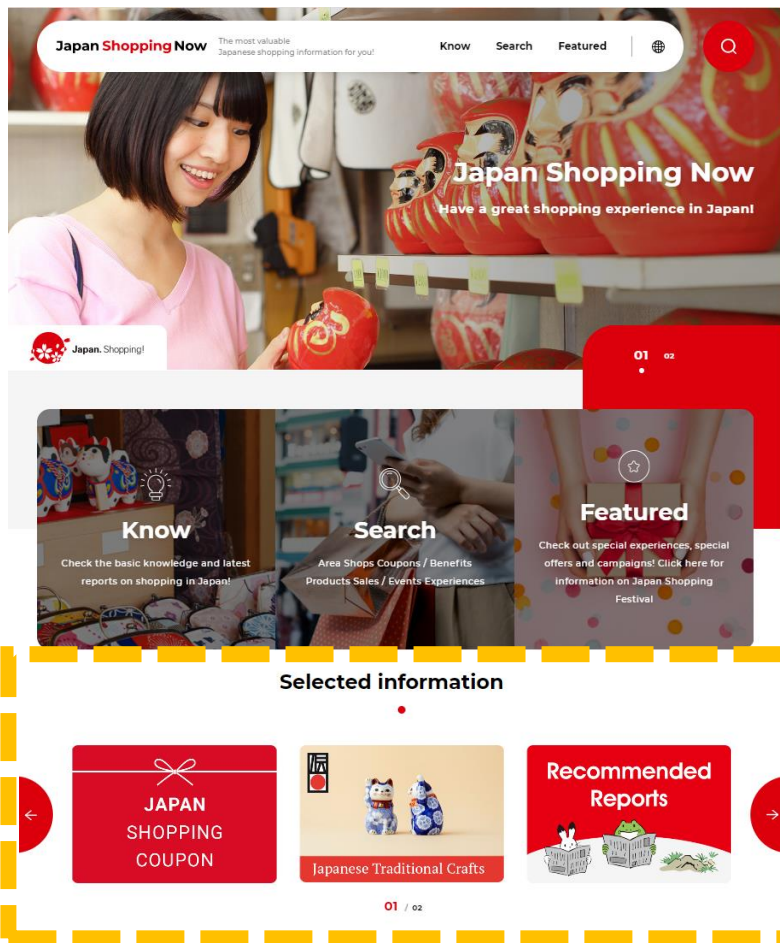 Japan Shopping Now
The most valuable
Japanese shopping information for you!
Know Search Featured
Japan Shopping Now
Have a great shopping experience in Japan!
Japan. Shopping!
01 02
Know
Check the basic knowledge and latest
reports on shopping in Japan!
Search
Area Shops Coupons / Benefits
Products Sales / Events Experiences
Featured
Check out special experiences, special
offers and campaigns! Click here for
information on Japan Shopping
Festival
Selected information
JAPAN
SHOPPING
COUPON
伝
Japanese Traditional Crafts
Recommended
Reports
01 / 02